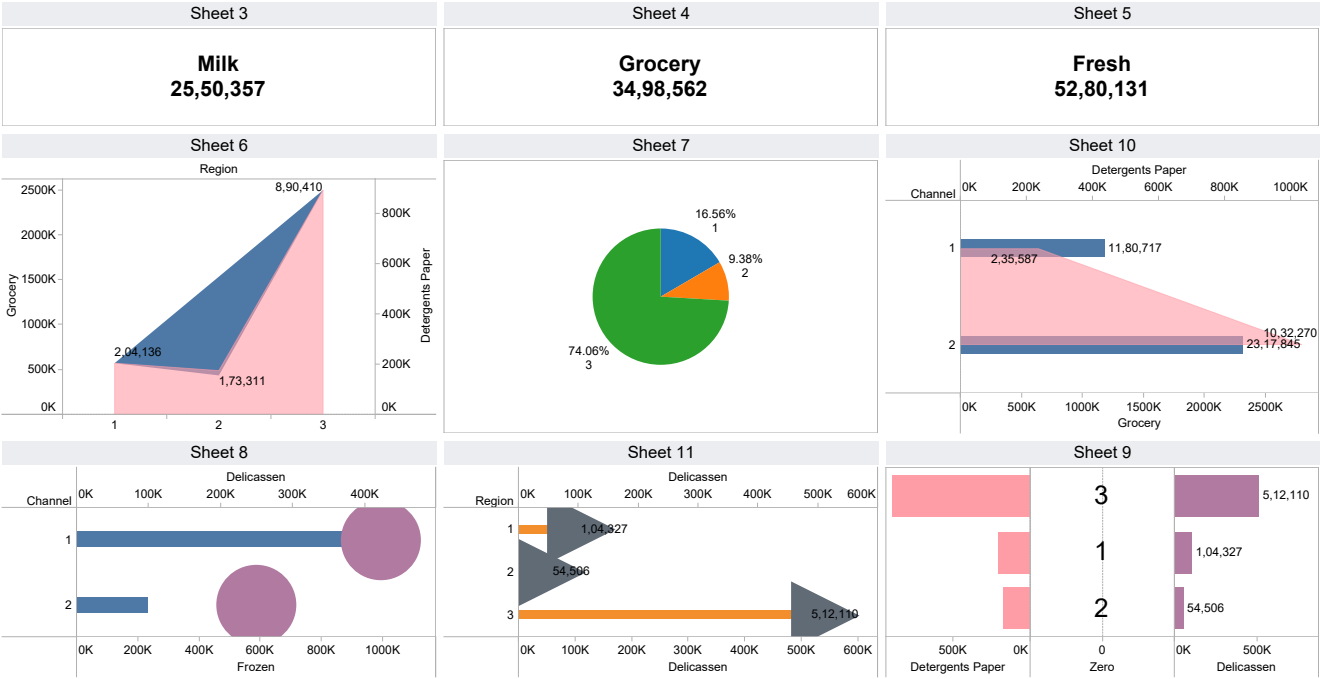 Sheet 3
Milk
25,50,357
Sheet 4
Grocery
34,98,562
Sheet 5
Fresh
52,80,131
Sheet 6
Region
2500K
2000K
1500K
1000K
500K
0K
Grocery
8,90,410
2,04,136
1,73,311
800K
600K
400K
200K
0K
Detergents Paper
1 2 3
Sheet 7
16.56%
1
9.38%
2
74.06%
3
Sheet 10
Detergents Paper
Channel
0K 200K 400K 600K 800K 1000K
1
11,80,717
2,35,587
10,32,270
2
23,17,845
0K 500K 1000K 1500K 2000K 2500K
Grocery
Sheet 8
Delicassen
Channel
0K 100K 200K 300K 400K
1
2
0K 200K 400K 600K 800K 1000K
Frozen
Sheet 11
Delicassen
Region
0K 100K 200K 300K 400K 500K 600K
1 1,04,327
2 54,506
3 5,12,110
0K 100K 200K 300K 400K 500K 600K
Delicassen
Sheet 9
3 5,12,110
1 1,04,327
2 54,506
500K 0K 0 0K 500K
Detergents Paper Zero Delicassen